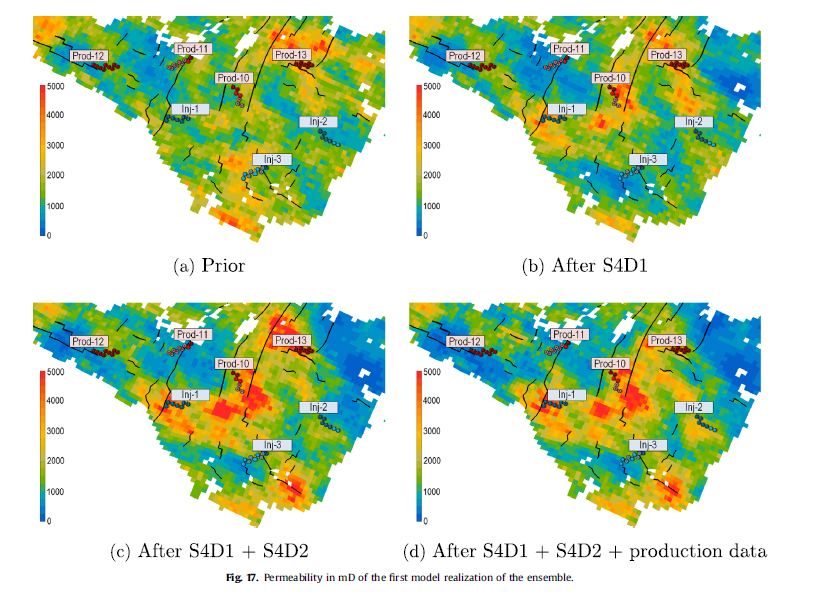 Prod-11
Prod-12
Prod-13
Prod-10
5000
Inj-1
4000
Inj-2
3000
Inj-3
2000
1000
0
(a) Prior
Prod-11
Prod-12
Prod-13
Prod-10
5000
Inj-1
4000
Inj-2
3000
Inj-3
2000
1000
0
(b) After S4D1
Prod-11
Prod-12
Prod-13
Prod-10
5000
Inj-1
4000
Inj-2
3000
Inj-3
2000
1000
0
(c) After S4D1 + S4D2
Prod-11
Prod-12
Prod-13
Prod-10
5000
Inj-1
4000
Inj-2
3000
Inj-3
2000
1000
0
(d) After S4D1 + S4D2 + production data
Fig. 17. Permeability in mD of the first model realization of the ensemble.